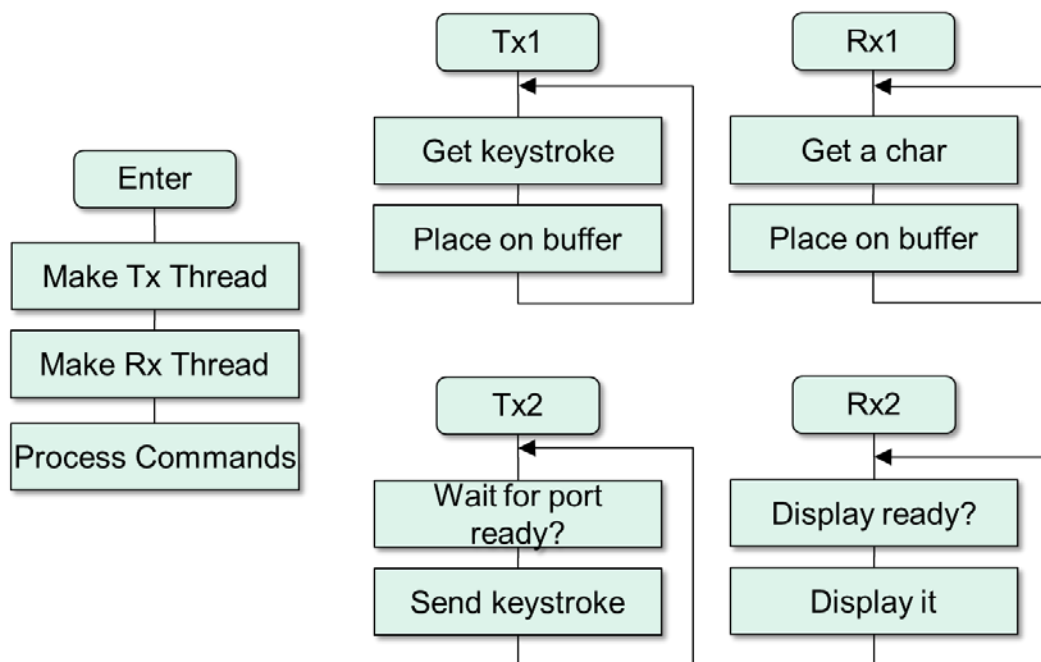 Enter
Make Tx Thread
Make Rx Thread
Process Commands
Tx1
Get keystroke
Place on buffer
Rx1
Get a char
Place on buffer
Tx2
Wait for port
ready?
Send keystroke
Rx2
Display ready?
Display it